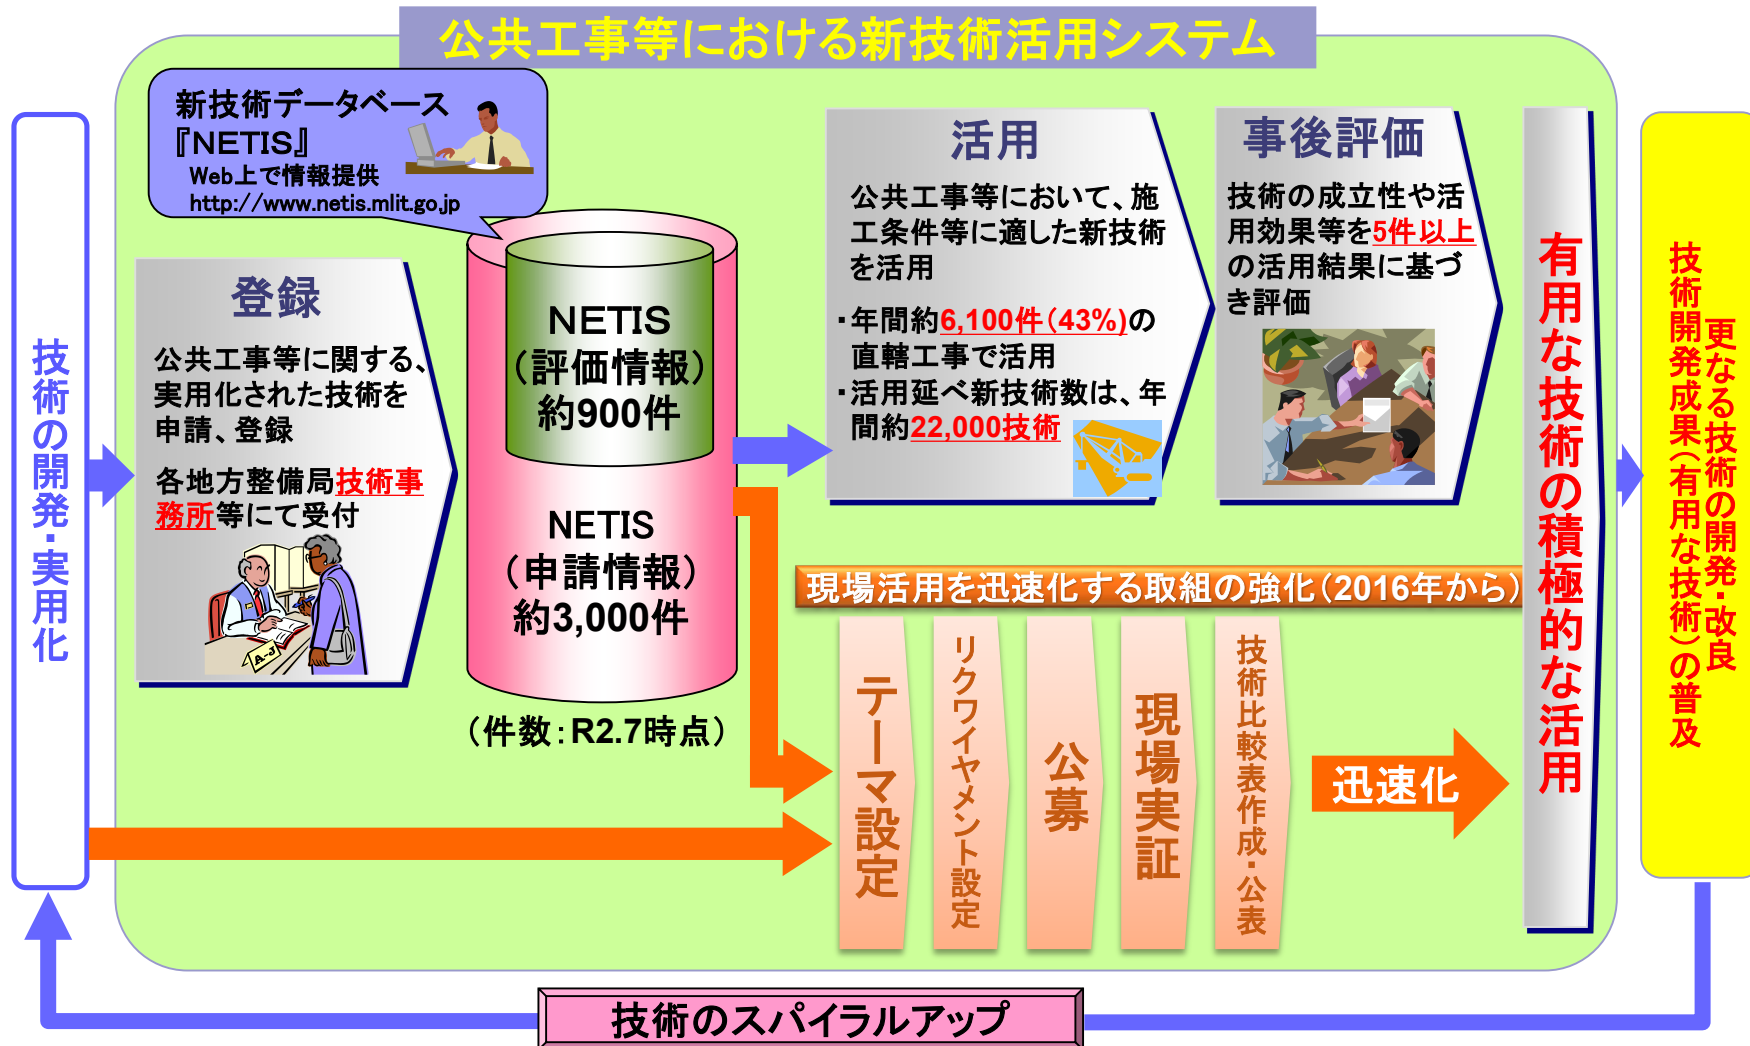 公共工事等における新技術活用システム
新技術データベース
『NETIS』
Web上で情報提供
http://www.netis.mlit.go.jp
技術の開発・実用化
登録
公共工事等に関する、
実用化された技術を
申請、登録
各地方整備局技術事
務所等にて受付
A-J
NETIS
（評価情報）
約900件
NETIS
（申請情報）
約3,000件
（件数：R2.7時点）
活用
公共工事等において、施
工条件等に適した新技術
を活用
・年間約6,100件（43%)の
直轄工事で活用
・活用延べ新技術数は、年
間約22,000技術
事後評価
技術の成立性や活
用効果等を5件以上
の活用結果に基づ
き評価
現場活用を迅速化する取組の強化（2016年から）
テーマ設定
リクワイヤメント設定
公募
現場実証
技術比較表作成・公表
迅速化
有用な技術の積極的な活用
更なる技術の開発・改良
技術開発成果（有用な技術）の普及
技術のスパイラルアップ